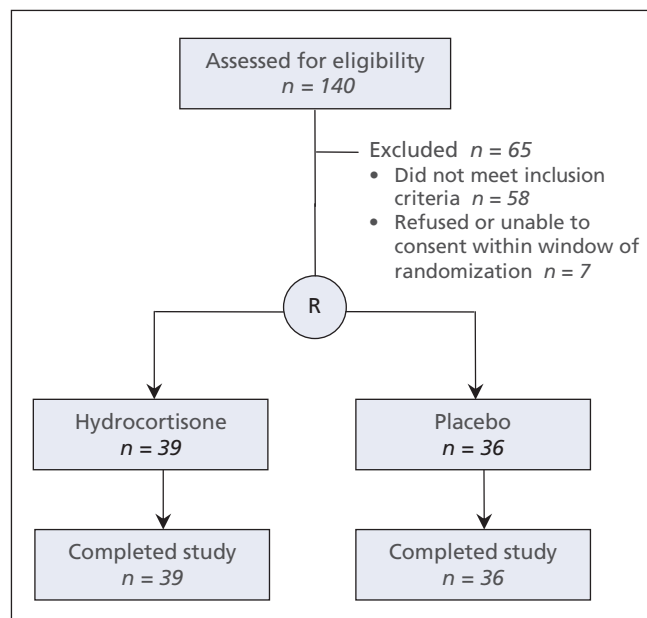 Assessed for eligibility
n = 140
Excluded n = 65
• Did not meet inclusion
criteria n = 58
• Refused or unable to
consent within window of
randomization n = 7
R
Hydrocortisone
n = 39
Placebo
n = 36
Completed study
n = 39
Completed study
n = 36